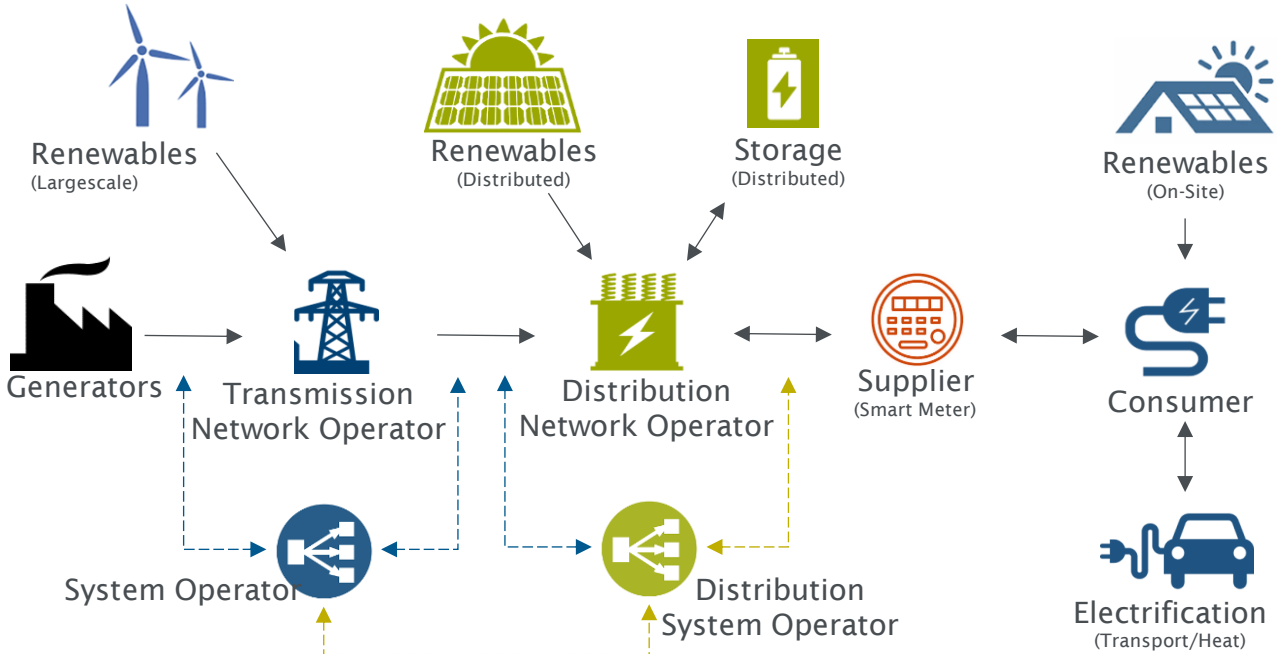 Renewables
(Largescale)
Renewables
(Distributed)
Storage
(Distributed)
Renewables
(On-Site)
Generators
Transmission
Network Operator
Distribution
Network Operator
Supplier
(Smart Meter)
Consumer
System Operator
Distribution
System Operator
Electrification
(Transport/Heat)